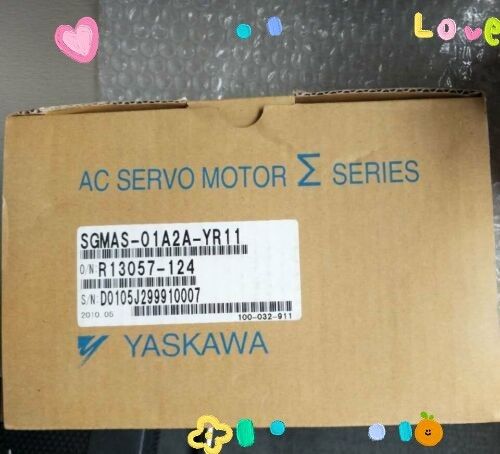 Love
AC SERVO MOTOR Σ SERIES
SGMAS-01A2A-YR11
O/N: R13057-124
S/N: D0105J299910007
2010.05
100-032-911
YASKAWA